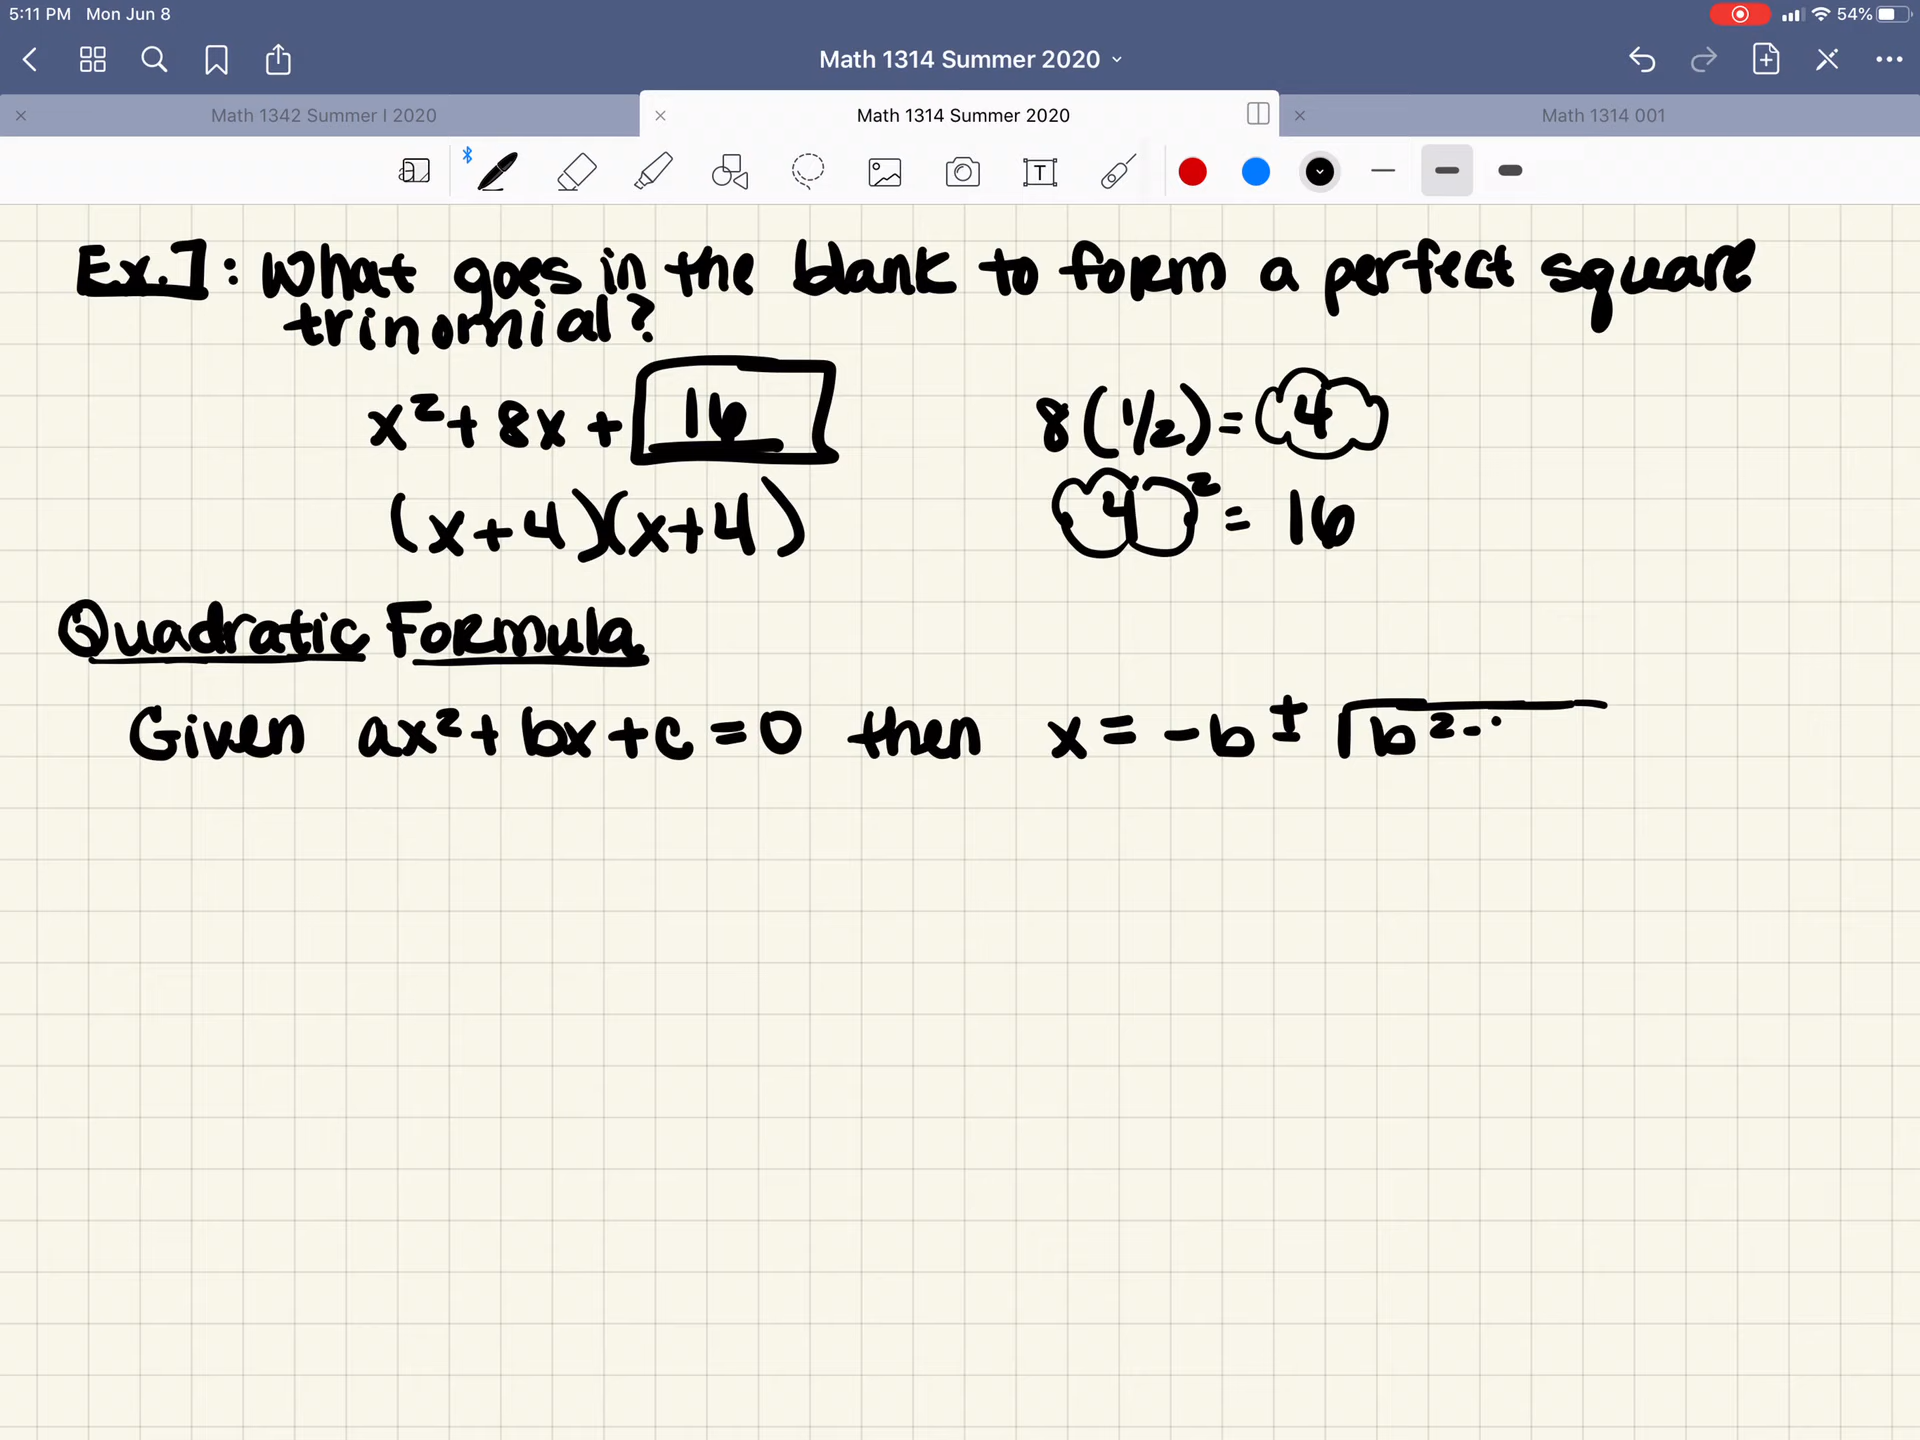 5:11 PM Mon Jun 8 54%
Math 1314 Summer 2020
Math 1342 Summer I 2020 Math 1314 Summer 2020 Math 1314 001
Ex.]: What goes in the blank to form a perfect square
trinomial?
x² + 8x + 16 8(1/2) = 4
(x+4)(x+4) (4)² = 16
Quadratic Formula
Given ax² + bx + c = 0 then x = -b ± √b² - ·